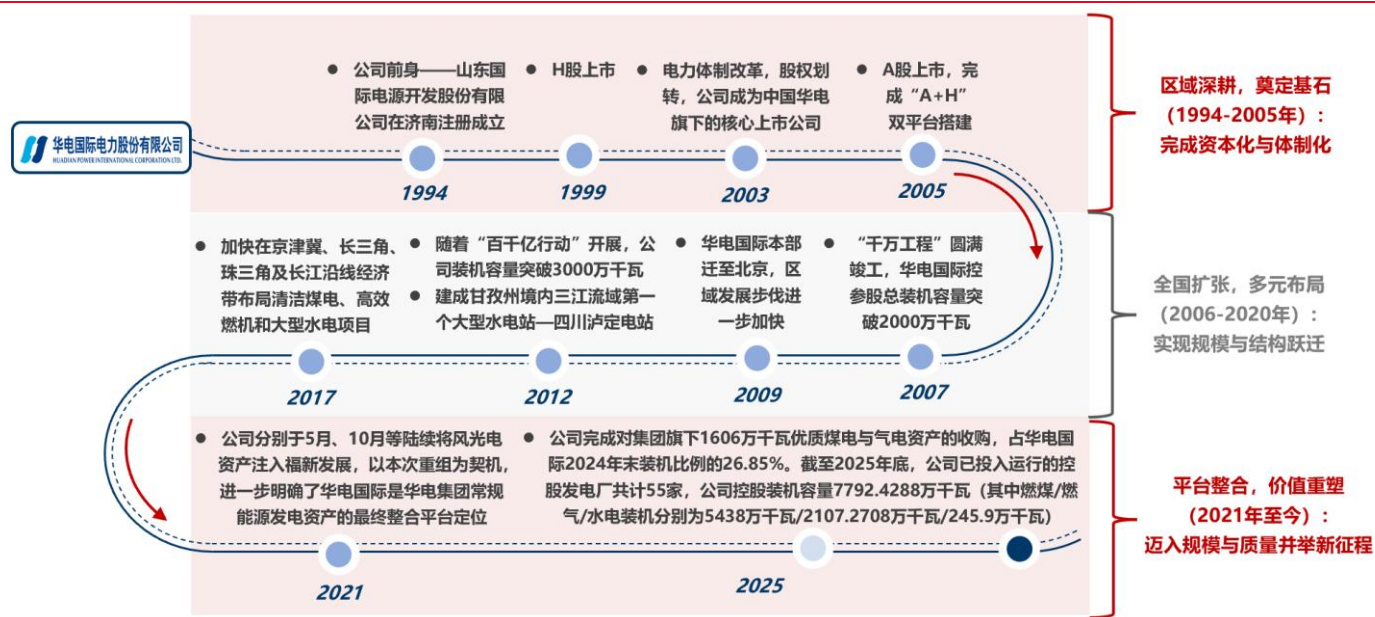 华电国际电力股份有限公司
HUADIAN POWER INTERNATIONAL CORPORATION LTD.
● 公司前身——山东国
际电源开发股份有限
公司在济南注册成立
1994
● H股上市
1999
● 电力体制改革，股权划
转，公司成为中国华电
旗下的核心上市公司
2003
● A股上市，完
成“A+H”
双平台搭建
2005
区域深耕，奠定基石
（1994-2005年）：
完成资本化与体制化
● 加快在京津冀、长三角、
珠三角及长江沿线经济
带布局清洁煤电、高效
燃机和大型水电项目
2017
● 随着“百千亿行动”开展，公
司装机容量突破3000万千瓦
● 建成甘孜州境内三江流域第一
个大型水电站—四川泸定电站
2012
● 华电国际本部
迁至北京，区
域发展步伐进
一步加快
2009
● “千万工程”圆满
竣工，华电国际控
参股总装机容量突
破2000万千瓦
2007
全国扩张，多元布局
（2006-2020年）：
实现规模与结构跃迁
● 公司分别于5月、10月等陆续将风光电
资产注入福新发展，以本次重组为契机，
进一步明确了华电国际是华电集团常规
能源发电资产的最终整合平台定位
2021
● 公司完成对集团旗下1606万千瓦优质煤电与气电资产的收购，占华电国
际2024年末装机比例的26.85%。截至2025年底，公司已投入运行的控
股发电厂共计55家，公司控股装机容量7792.4288万千瓦（其中燃煤/燃
气/水电装机分别为5438万千瓦/2107.2708万千瓦/245.9万千瓦）
2025
平台整合，价值重塑
（2021年至今）：
迈入规模与质量并举新征程